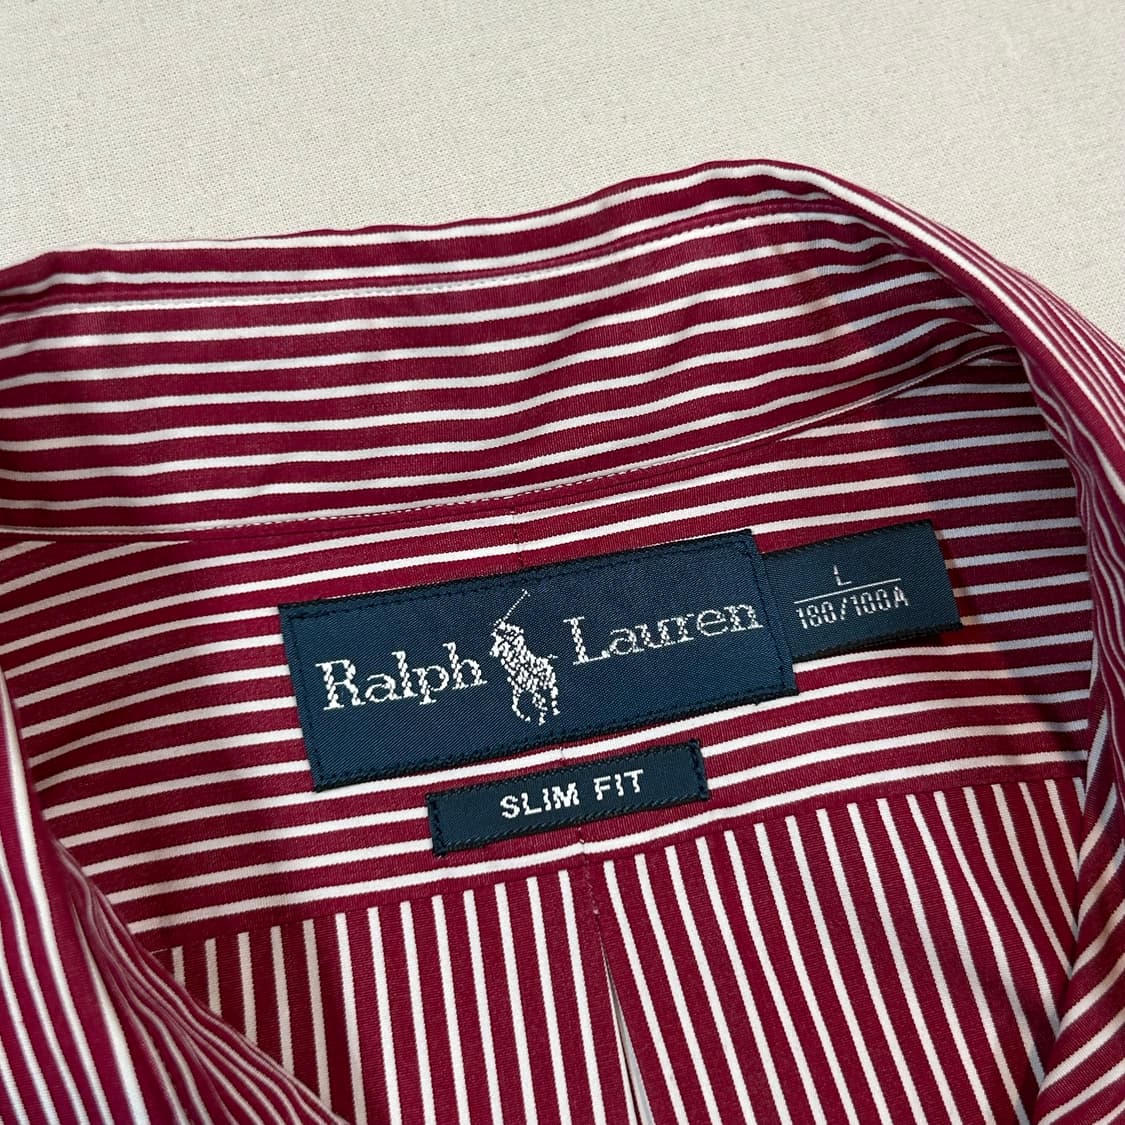 Ralph Lauren
L
180/100A
SLIM FIT